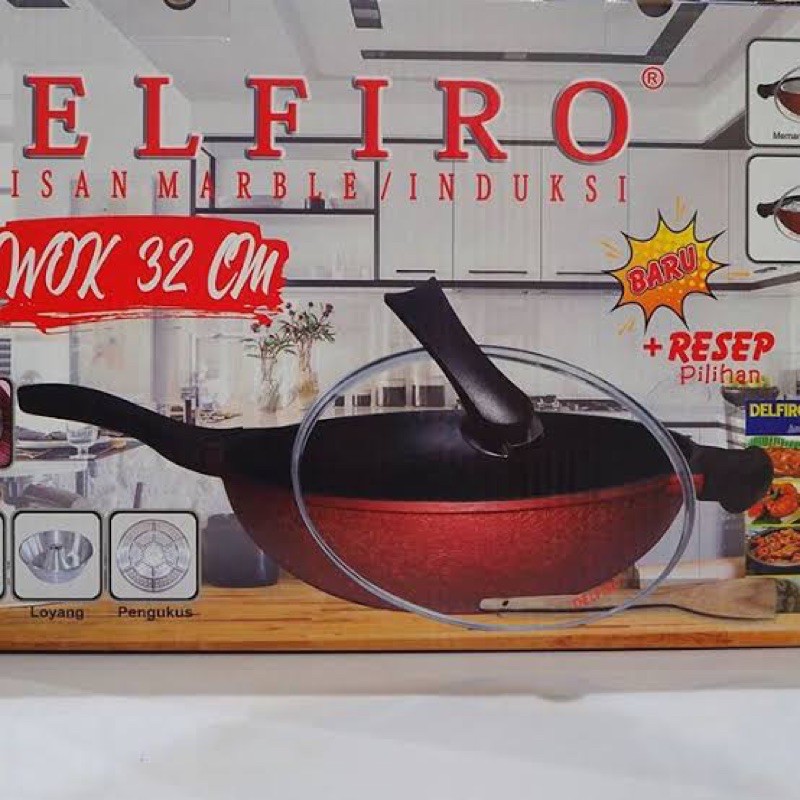 ELFIRO®
ISAN MARBLE/INDUKSI
WOK 32 CM
BARU
+ RESEP
Pilihan
DELFIRO
Loyang
Pengukus